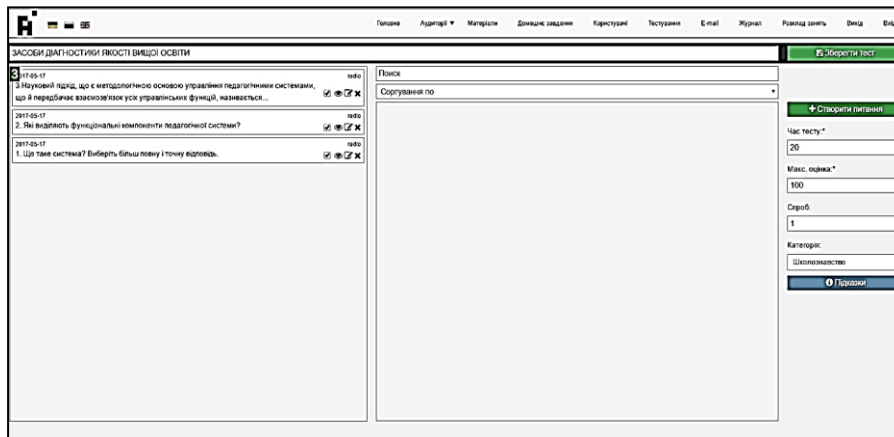 Головна Аудиторії ▼ Матеріали Домашнє завдання Користувачі Тестування E-mail Журнал Розклад занять Вихід
ЗАСОБИ ДІАГНОСТИКИ ЯКОСТІ ВИЩОЇ ОСВІТИ
Зберегти тест
3
2017-05-17 radio
3.Науковий підхід, що є методологічною основою управління педагогічними системами,
що й передбачає взаємозв'язок усіх управлінських функцій, називається...
2017-05-17 radio
2. Які виділяють функціональні компоненти педагогічної системи?
2017-05-17 radio
1. Що таке система? Виберіть більш повну і точну відповідь.
Поиск
Сортування по
Створити питання
Час тесту:*
20
Макс. оцінка:*
100
Спроб:
1
Категорія:
Школознавство
Підказки